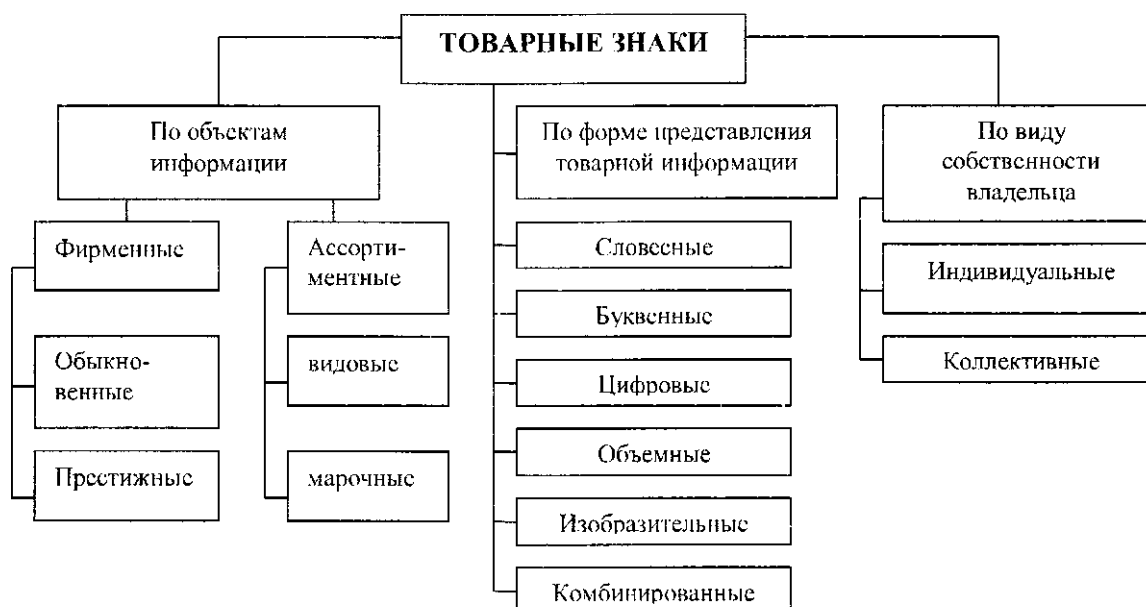 ТОВАРНЫЕ ЗНАКИ
По объектам
информации
Фирменные
Обыкно-
венные
Престижные
Ассорти-
ментные
видовые
марочные
По форме представления
товарной информации
Словесные
Буквенные
Цифровые
Объемные
Изобразительные
Комбинированные
По виду
собственности
владельца
Индивидуальные
Коллективные